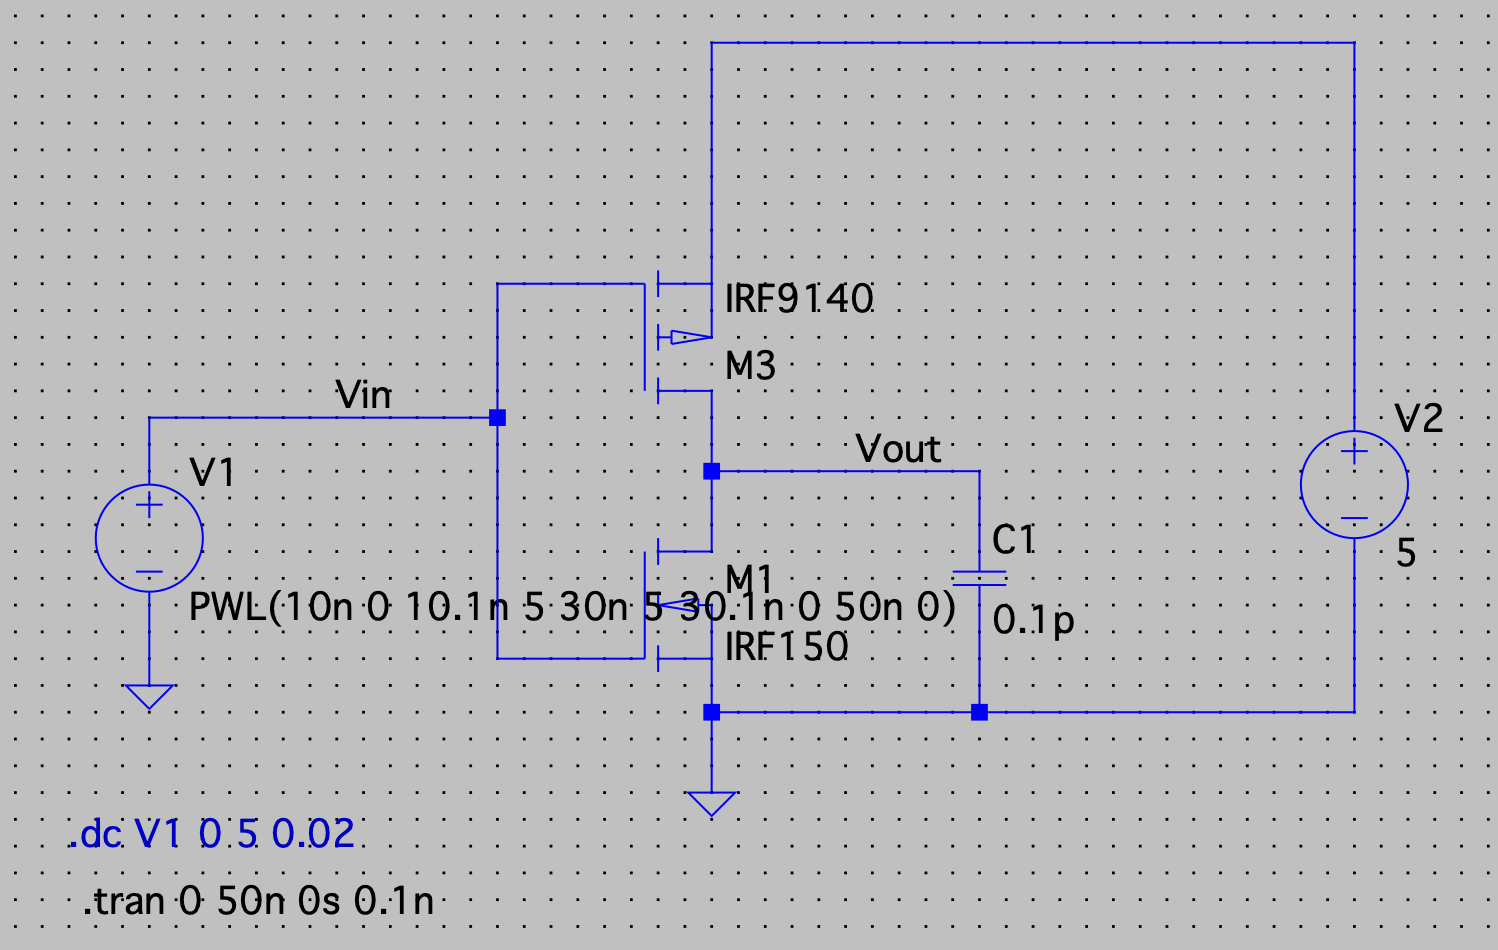 IRF9140
M3
Vin
V2
Vout
V1
C1
5
M1
PWL(10n 0 10.1n 5 30n 5 30.1n 0 50n 0)
0.1p
IRF150
.dc V1 0 5 0.02
.tran 0 50n 0s 0.1n